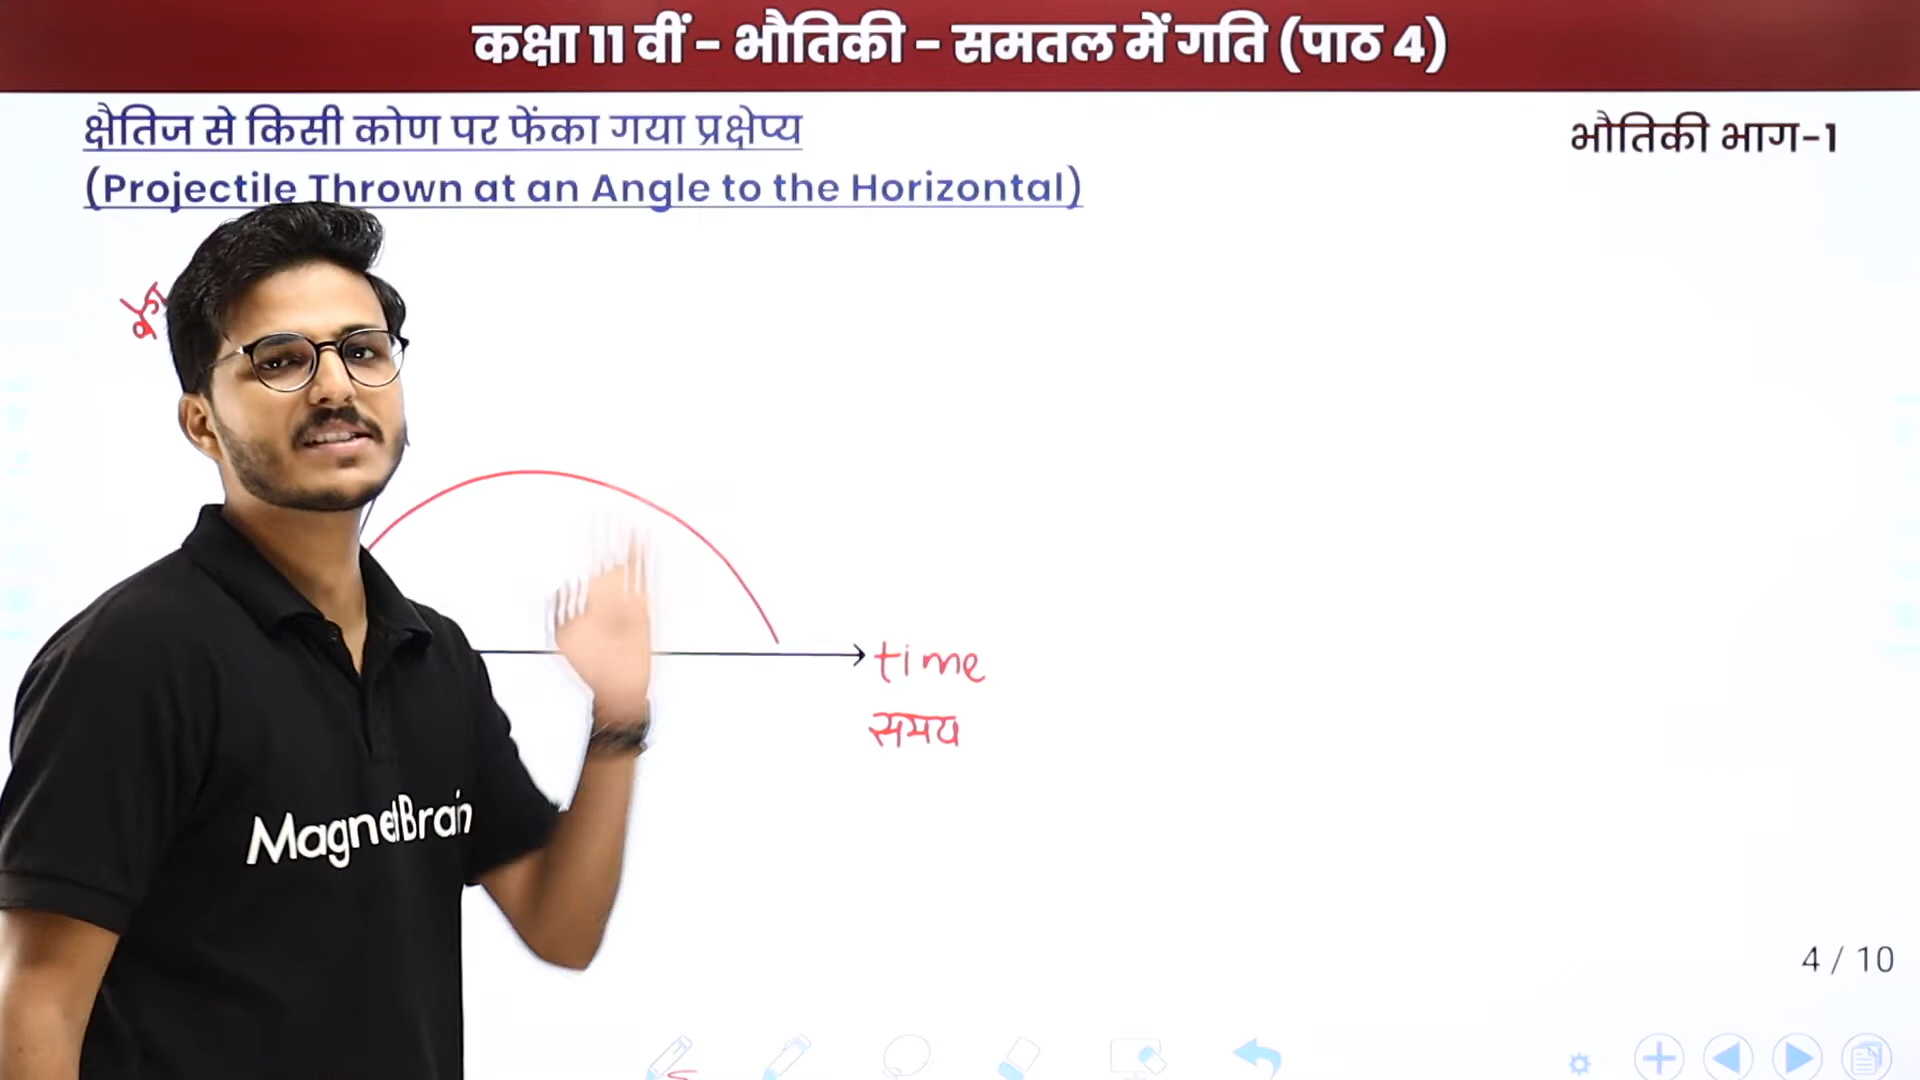 कक्षा 11 वीं – भौतिकी – समतल में गति (पाठ 4)
क्षैतिज से किसी कोण पर फेंका गया प्रक्षेप्य
भौतिकी भाग-1
(Projectile Thrown at an Angle to the Horizontal)
time
समय
MagnetBrain
4 / 10